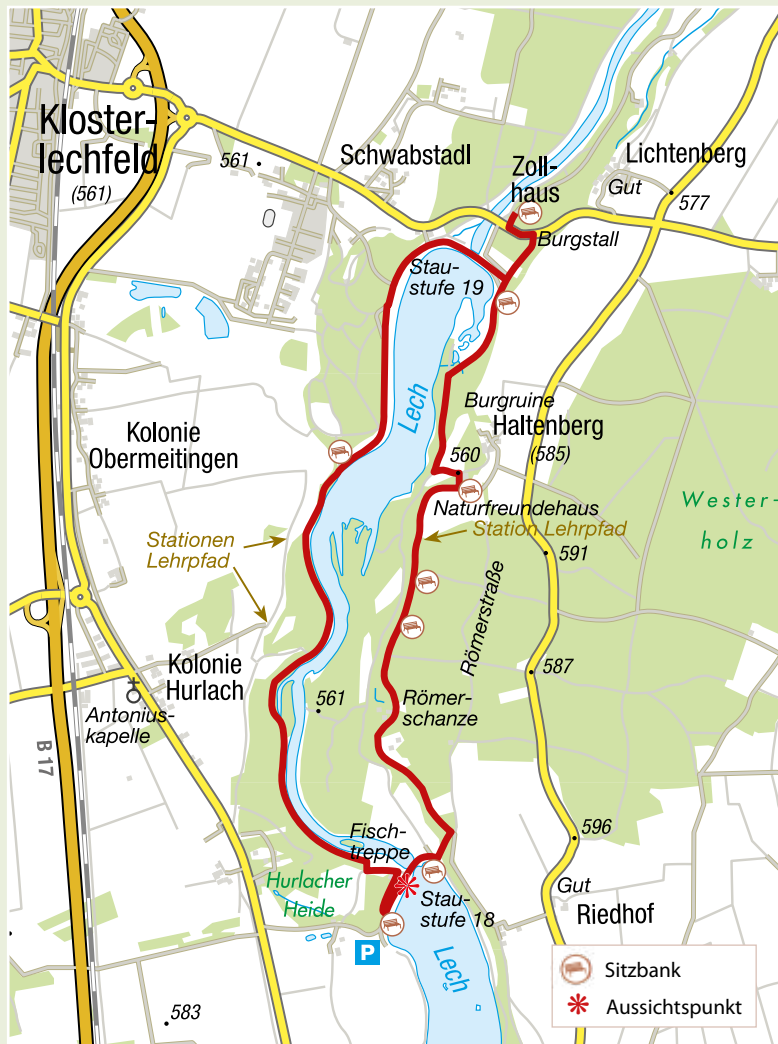 Kloster-
lechfeld
(561)
561
Schwabstadl
Zoll-
haus
Lichtenberg
Gut
577
Burgstall
Stau-
stufe 19
Lech
Burgruine
Haltenberg
(585)
560
Kolonie
Obermeitingen
Naturfreundehaus
Station Lehrpfad
Wester-
holz
Stationen
Lehrpfad
591
Römerstraße
587
Kolonie
Hurlach
561
Römer-
schanze
Antonius-
kapelle
B 17
596
Fisch-
treppe
Hurlacher
Heide
Stau-
stufe 18
Gut
Riedhof
P
Lech
583
Sitzbank
Aussichtspunkt